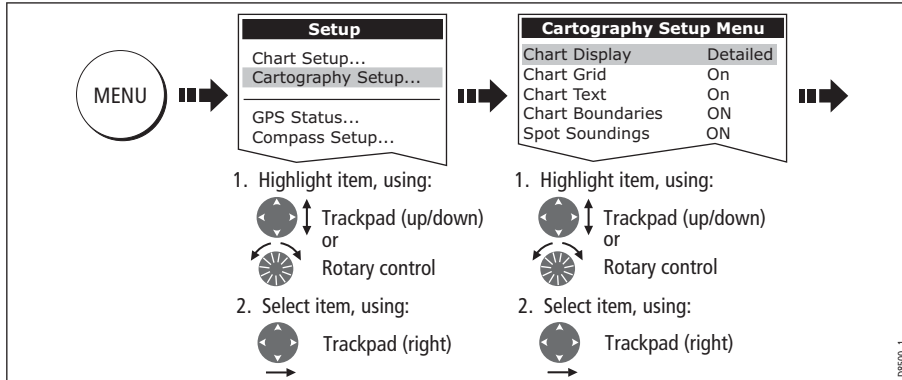 MENU
Setup
Chart Setup...
Cartography Setup...
GPS Status...
Compass Setup...
1. Highlight item, using:
Trackpad (up/down)
or
Rotary control
2. Select item, using:
Trackpad (right)
Cartography Setup Menu
Chart Display Detailed
Chart Grid On
Chart Text On
Chart Boundaries ON
Spot Soundings ON
1. Highlight item, using:
Trackpad (up/down)
or
Rotary control
2. Select item, using:
Trackpad (right)